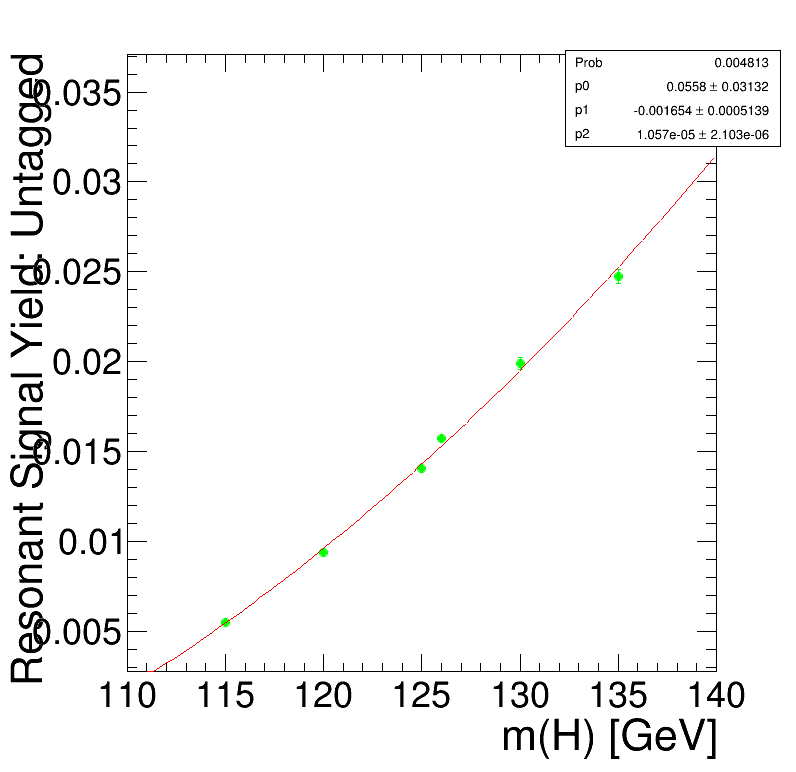 Resonant Signal Yield: Untagged
0.035
0.03
0.025
0.02
0.015
0.01
0.005
110 115 120 125 130 135 140
m(H) [GeV]
Prob 0.004813
p0 0.0558 ± 0.03132
p1 -0.001654 ± 0.0005139
p2 1.057e-05 ± 2.103e-06